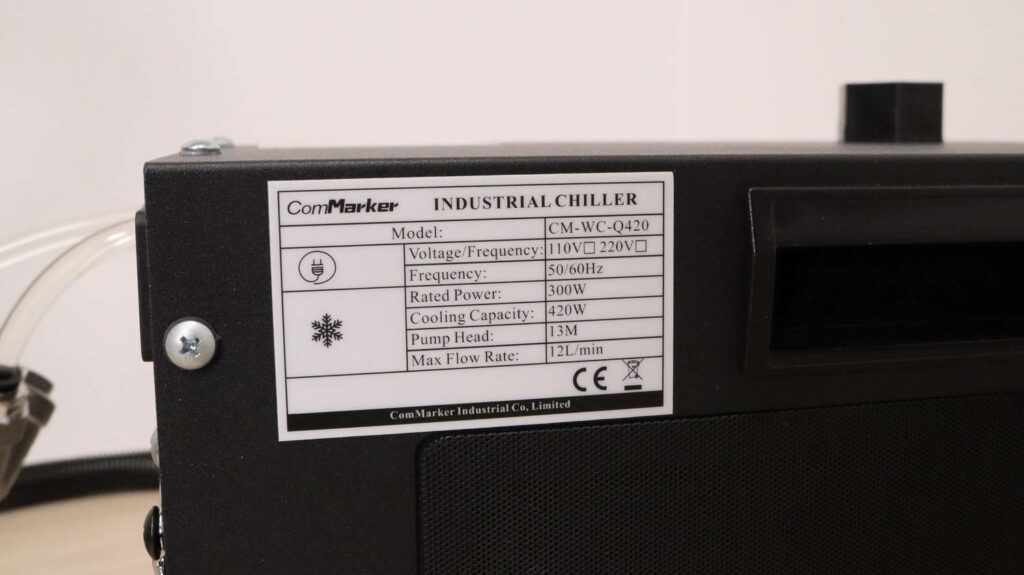 ComMarker INDUSTRIAL CHILLER
Model: CM-WC-Q420
Voltage/Frequency: 110V□ 220V□
Frequency: 50/60Hz
Rated Power: 300W
Cooling Capacity: 420W
Pump Head: 13M
Max Flow Rate: 12L/min
CE
ComMarker Industrial Co, Limited